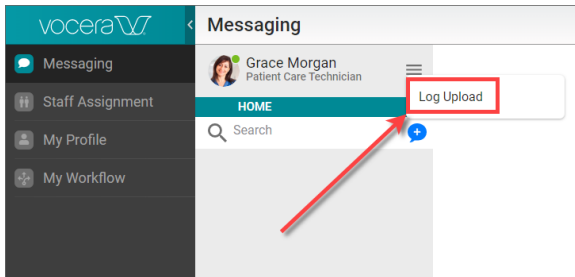 vocera
Messaging
Messaging
Grace Morgan
Patient Care Technician
Staff Assignment
Log Upload
HOME
Search
My Profile
My Workflow